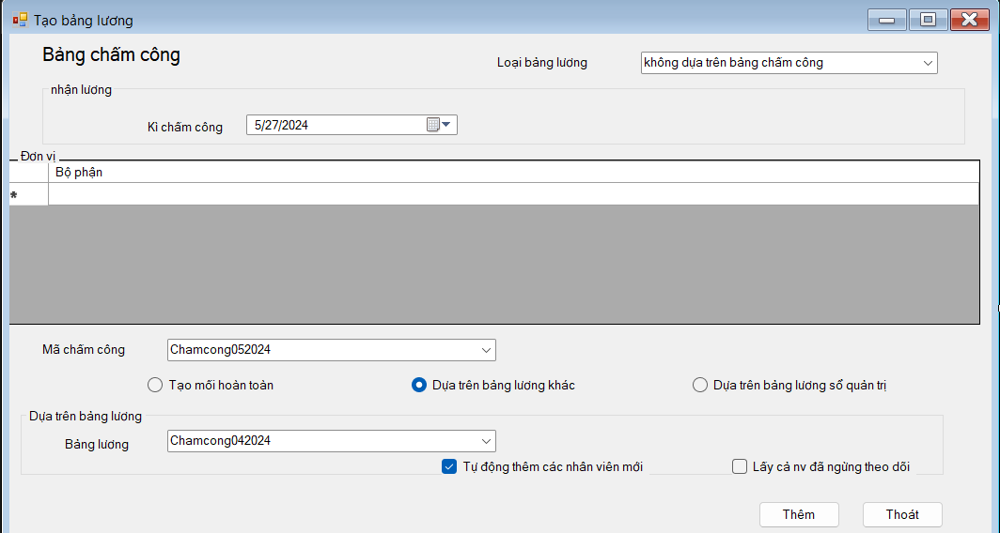 Tạo bảng lương
Bảng chấm công
Loại bảng lương không dựa trên bảng chấm công
nhận lương
Kì chấm công 5/27/2024
Đơn vị
Bộ phận
*
Mã chấm công Chamcong052024
Tạo mối hoàn toàn Dựa trên bảng lương khác Dựa trên bảng lương sổ quản trị
Dựa trên bảng lương
Bảng lương Chamcong042024
Tự động thêm các nhân viên mới Lấy cả nv đã ngừng theo dõi
Thêm Thoát